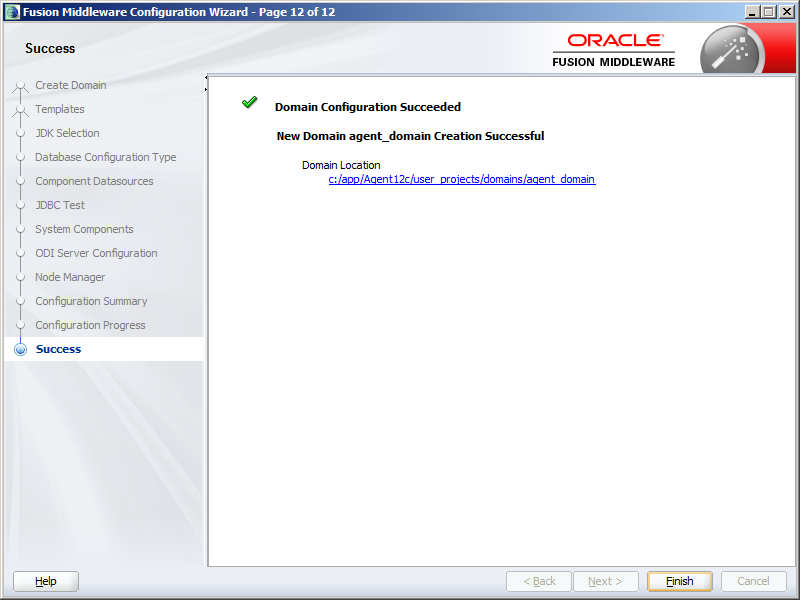 Fusion Middleware Configuration Wizard - Page 12 of 12
Success
ORACLE
FUSION MIDDLEWARE
Create Domain
Templates
JDK Selection
Database Configuration Type
Component Datasources
JDBC Test
System Components
ODI Server Configuration
Node Manager
Configuration Summary
Configuration Progress
Success
Domain Configuration Succeeded
New Domain agent_domain Creation Successful
Domain Location
c:/app/Agent12c/user_projects/domains/agent_domain
Help
< Back
Next >
Finish
Cancel